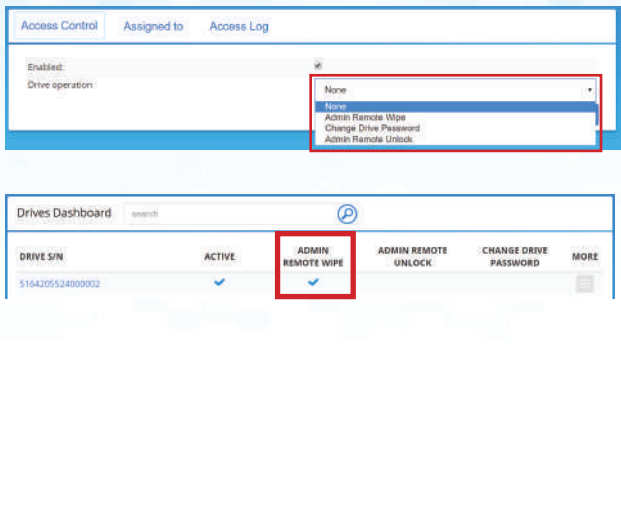 Access Control Assigned to Access Log
Enabled:
Drive operation
None
None
Admin Remote Wipe
Change Drive Password
Admin Remote Unlock
Drives Dashboard search
DRIVE S/N ACTIVE ADMIN REMOTE WIPE ADMIN REMOTE UNLOCK CHANGE DRIVE PASSWORD MORE
5164205524000002